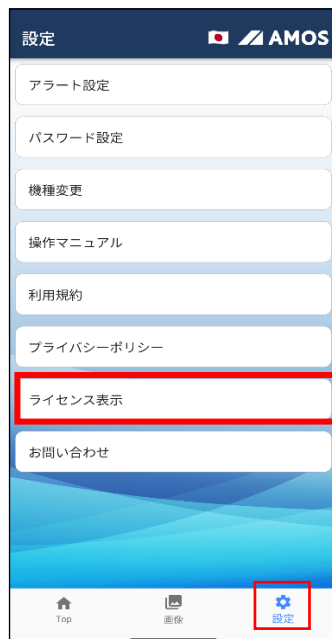 設定
AMOS
アラート設定
パスワード設定
機種変更
操作マニュアル
利用規約
プライバシーポリシー
ライセンス表示
お問い合わせ
Top
画像
設定